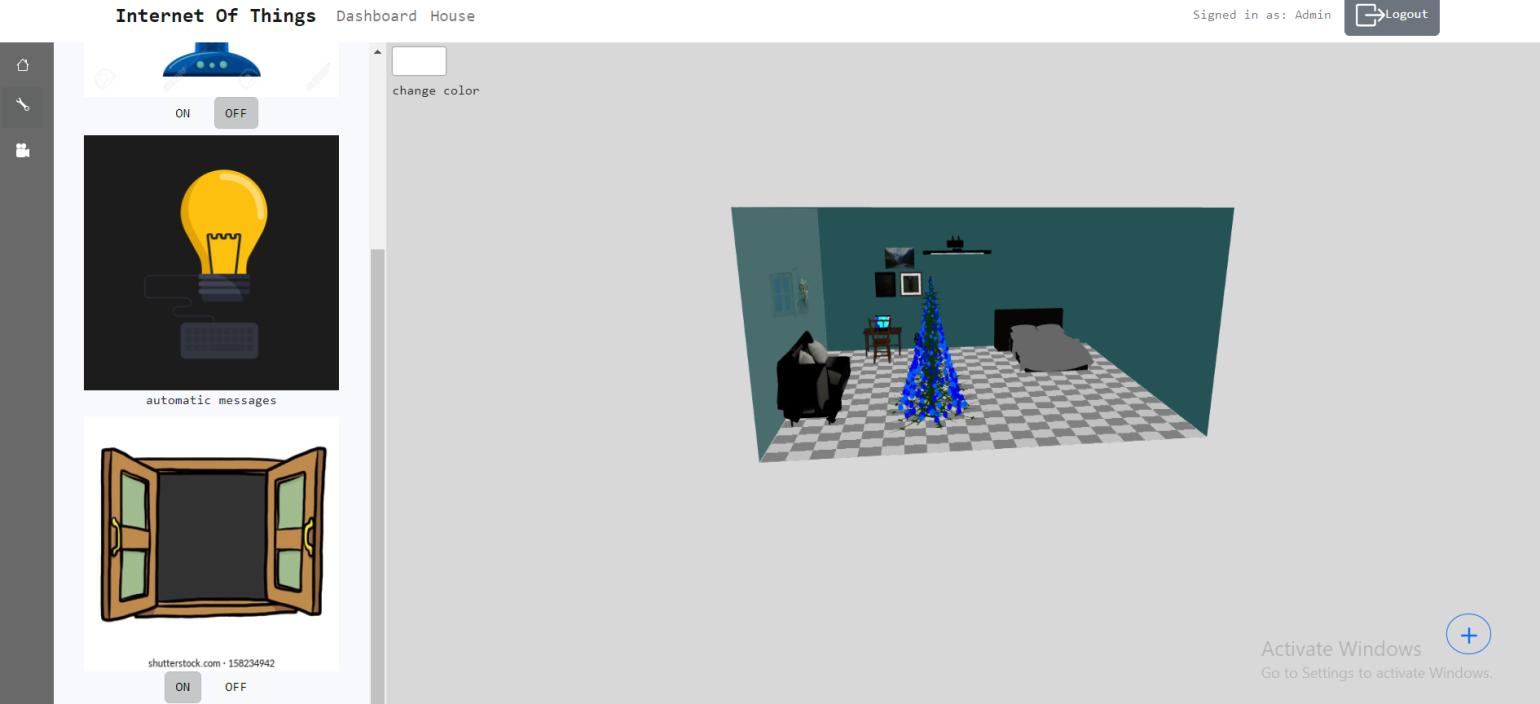 Internet Of Things Dashboard House
Signed in as: Admin
Logout
ON OFF
automatic messages
shutterstock.com · 158234942
ON OFF
change color
Activate Windows
Go to Settings to activate Windows.